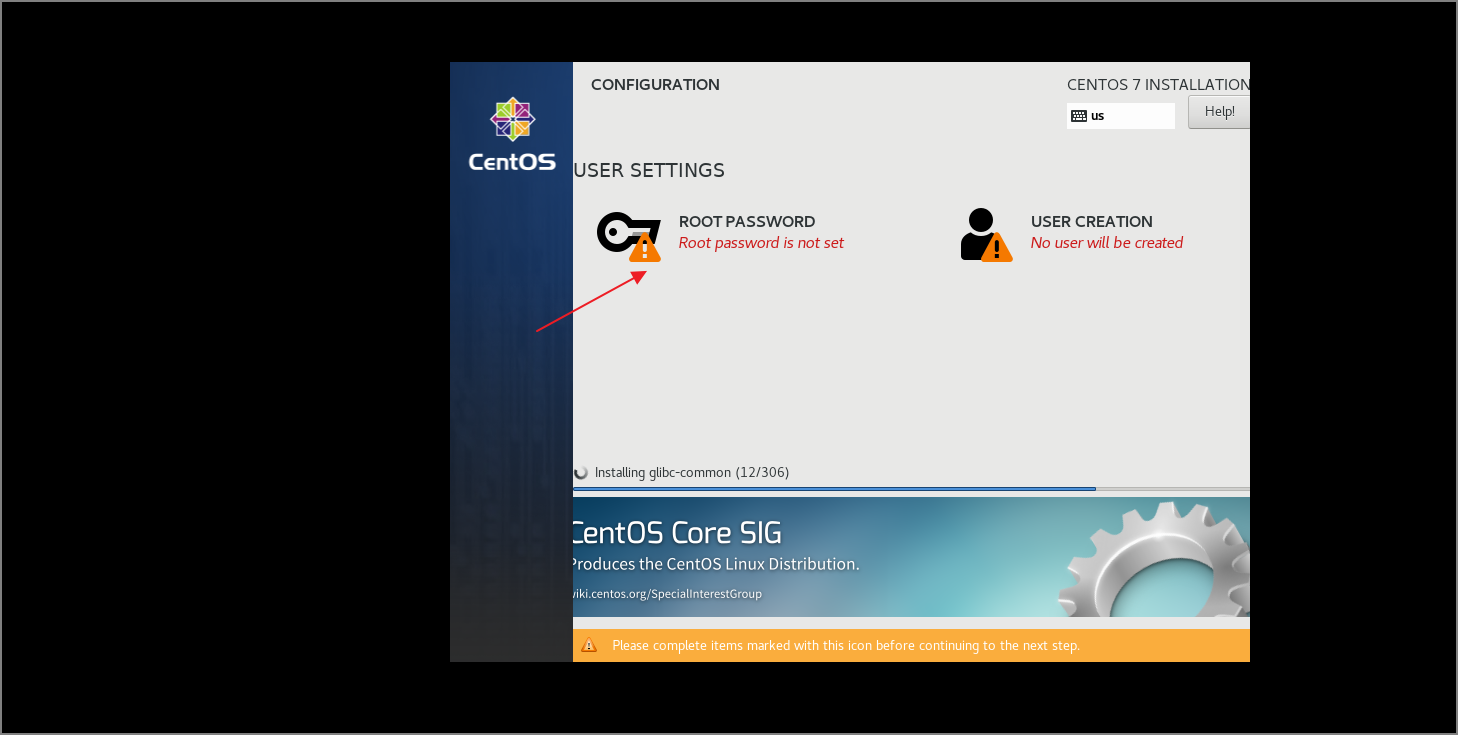 CONFIGURATION
CENTOS 7 INSTALLATION
us
Help!
CentOS
USER SETTINGS
ROOT PASSWORD
Root password is not set
USER CREATION
No user will be created
Installing glibc-common (12/306)
CentOS Core SIG
Produces the CentOS Linux Distribution.
wiki.centos.org/SpecialInterestGroup
Please complete items marked with this icon before continuing to the next step.